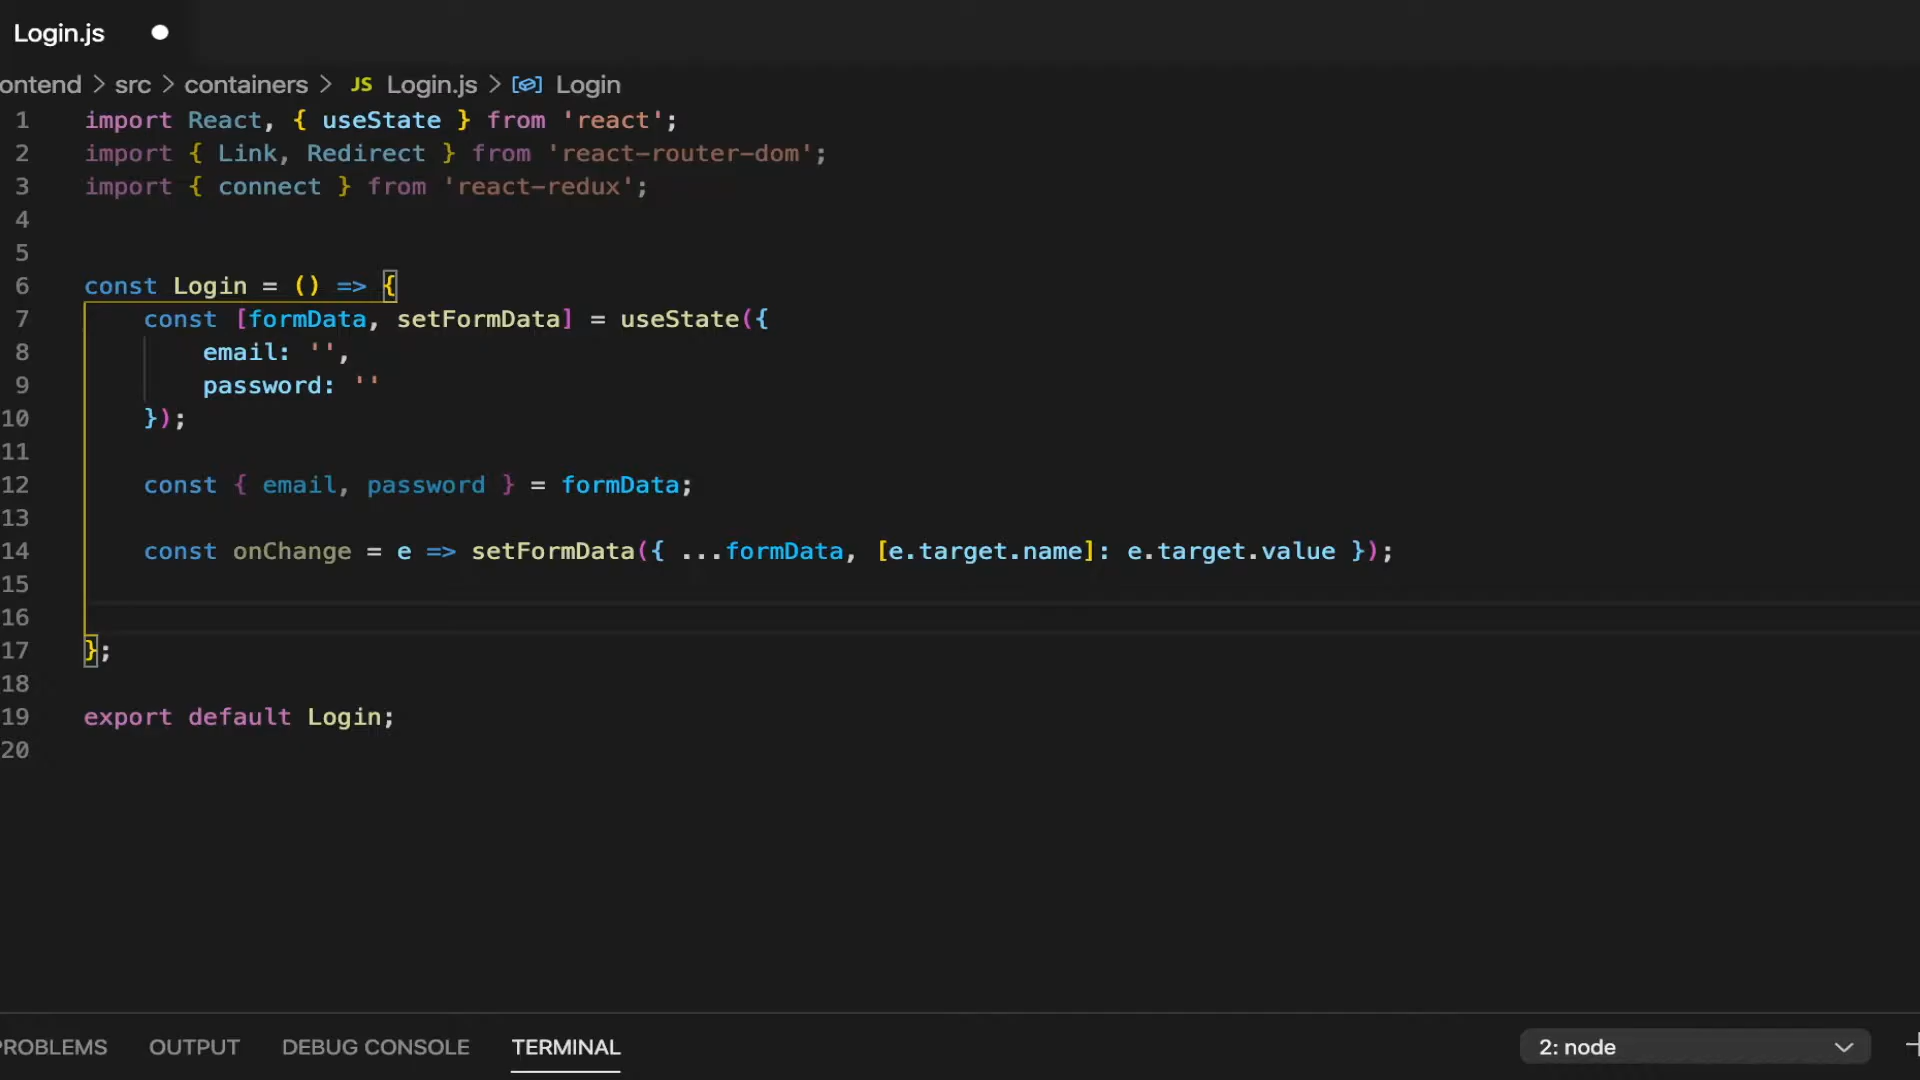 Login.js
ontend > src > containers > JS Login.js > Login
1 import React, { useState } from 'react';
2 import { Link, Redirect } from 'react-router-dom';
3 import { connect } from 'react-redux';
4
5
6 const Login = () => {
7 const [formData, setFormData] = useState({
8 email: '',
9 password: ''
10 });
11
12 const { email, password } = formData;
13
14 const onChange = e => setFormData({ ...formData, [e.target.name]: e.target.value });
15
16
17 };
18
19 export default Login;
20
PROBLEMS OUTPUT DEBUG CONSOLE TERMINAL 2: node